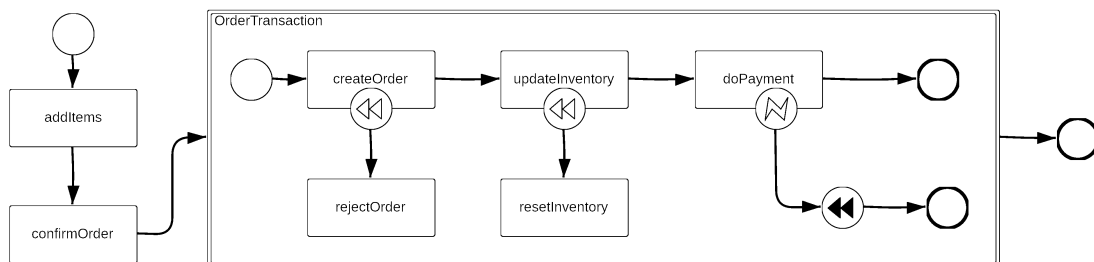 OrderTransaction
createOrder
updateInventory
doPayment
addItems
rejectOrder
resetInventory
confirmOrder